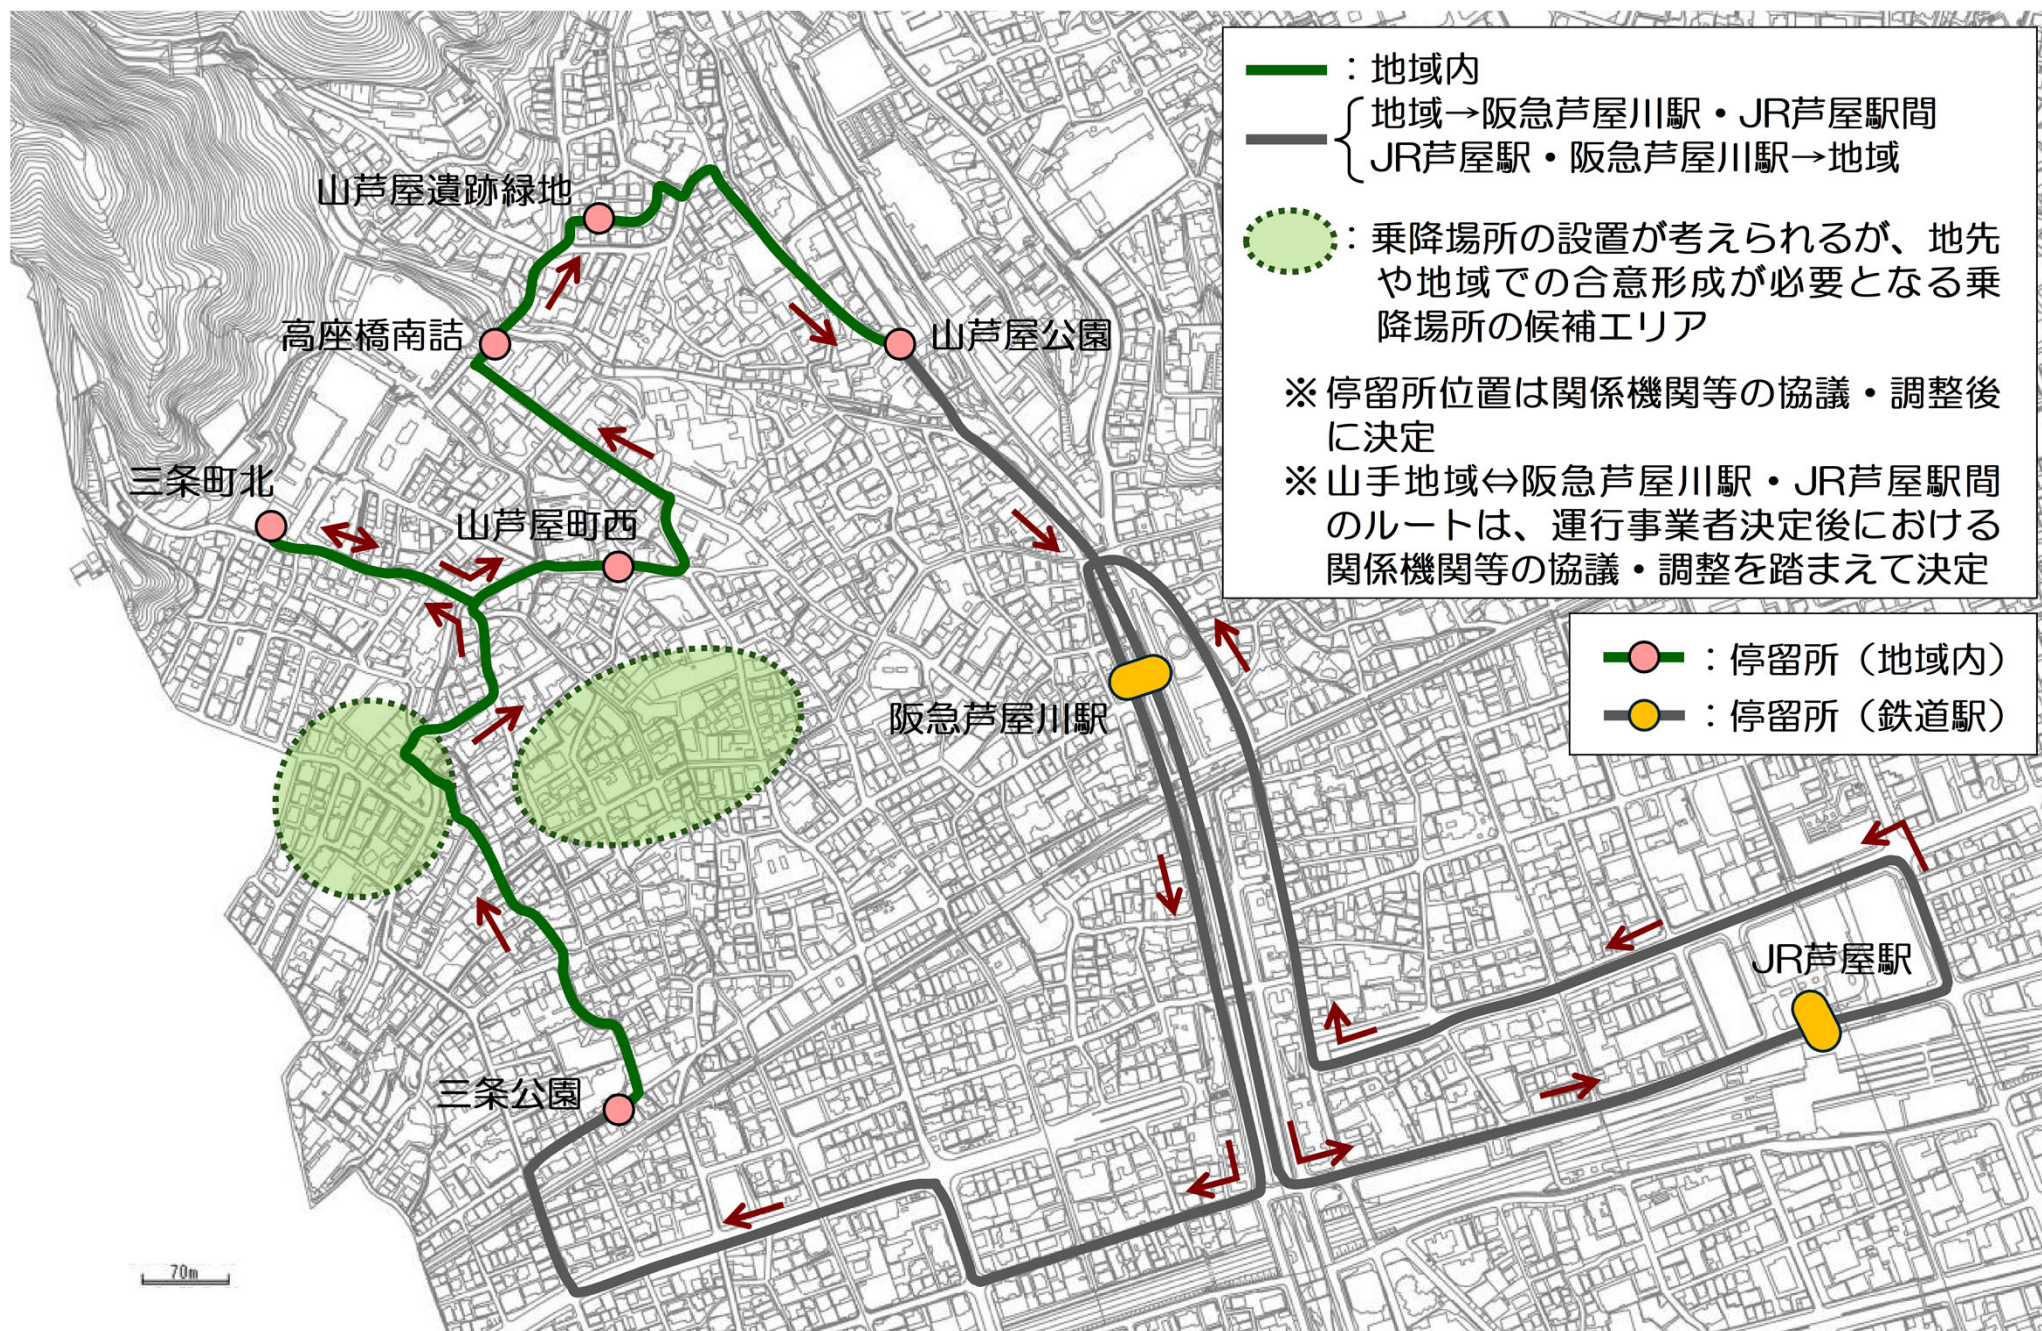 ：地域内
地域→阪急芦屋川駅・JR芦屋駅間
JR芦屋駅・阪急芦屋川駅→地域
：乗降場所の設置が考えられるが、地先
や地域での合意形成が必要となる乗
降場所の候補エリア
※停留所位置は関係機関等の協議・調整後
に決定
※山手地域⇔阪急芦屋川駅・JR芦屋駅間
のルートは、運行事業者決定後における
関係機関等の協議・調整を踏まえて決定
：停留所（地域内）
：停留所（鉄道駅）
山芦屋遺跡緑地
高座橋南詰
山芦屋公園
三条町北
山芦屋町西
阪急芦屋川駅
JR芦屋駅
三条公園
70m